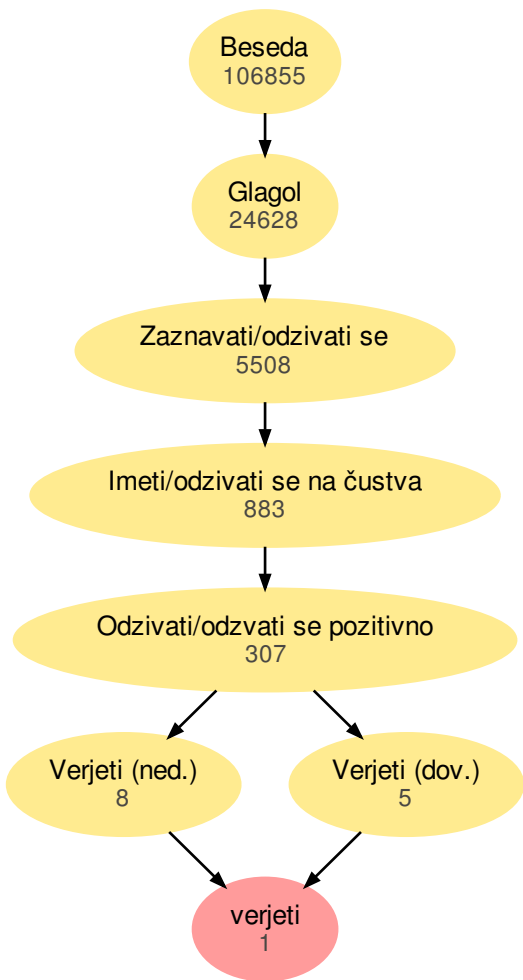 Beseda
106855
Glagol
24628
Zaznavati/odzivati se
5508
Imeti/odzivati se na čustva
883
Odzivati/odzvati se pozitivno
307
Verjeti (ned.)
8
Verjeti (dov.)
5
verjeti
1